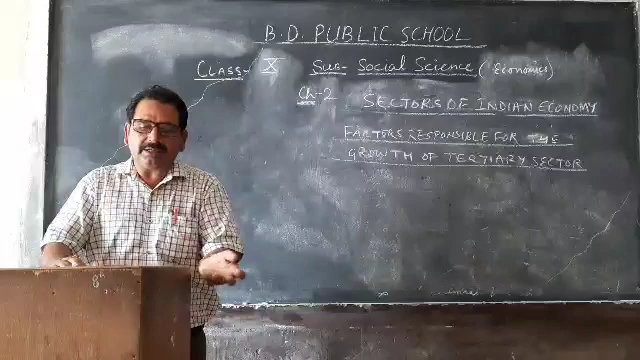 B.D. PUBLIC SCHOOL
CLASS- X Sub- Social Science (Economics)
Ch-2 SECTORS OF INDIAN ECONOMY
FACTORS RESPONSIBLE FOR THE
GROWTH OF TERTIARY SECTOR
8th